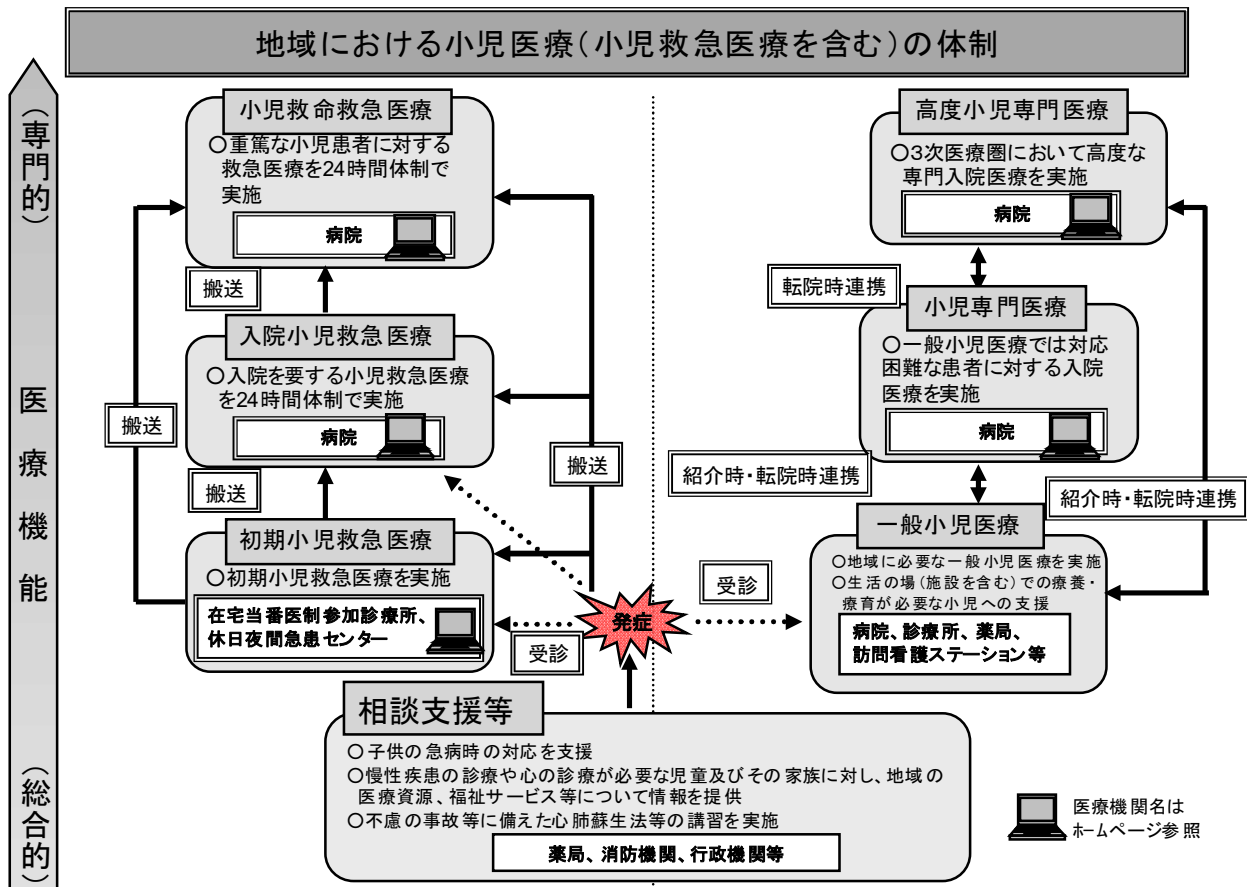 地域における小児医療(小児救急医療を含む)の体制
(専門的)
医療機能
(総合的)
小児救命救急医療
○重篤な小児患者に対する
救急医療を24時間体制で
実施
病院
搬送
入院小児救急医療
○入院を要する小児救急医療
を24時間体制で実施
病院
搬送
搬送
搬送
初期小児救急医療
○初期小児救急医療を実施
在宅当番医制参加診療所、
休日夜間急患センター
受診
発症
受診
高度小児専門医療
○3次医療圏において高度な
専門入院医療を実施
病院
転院時連携
小児専門医療
○一般小児医療では対応
困難な患者に対する入院
医療を実施
病院
紹介時・転院時連携
紹介時・転院時連携
一般小児医療
○地域に必要な一般小児医療を実施
○生活の場(施設を含む)での療養・
療育が必要な小児への支援
病院、診療所、薬局、
訪問看護ステーション等
相談支援等
○子供の急病時の対応を支援
○慢性疾患の診療や心の診療が必要な児童及びその家族に対し、地域の
医療資源、福祉サービス等について情報を提供
○不慮の事故等に備えた心肺蘇生法等の講習を実施
薬局、消防機関、行政機関等
医療機関名は
ホームページ参照